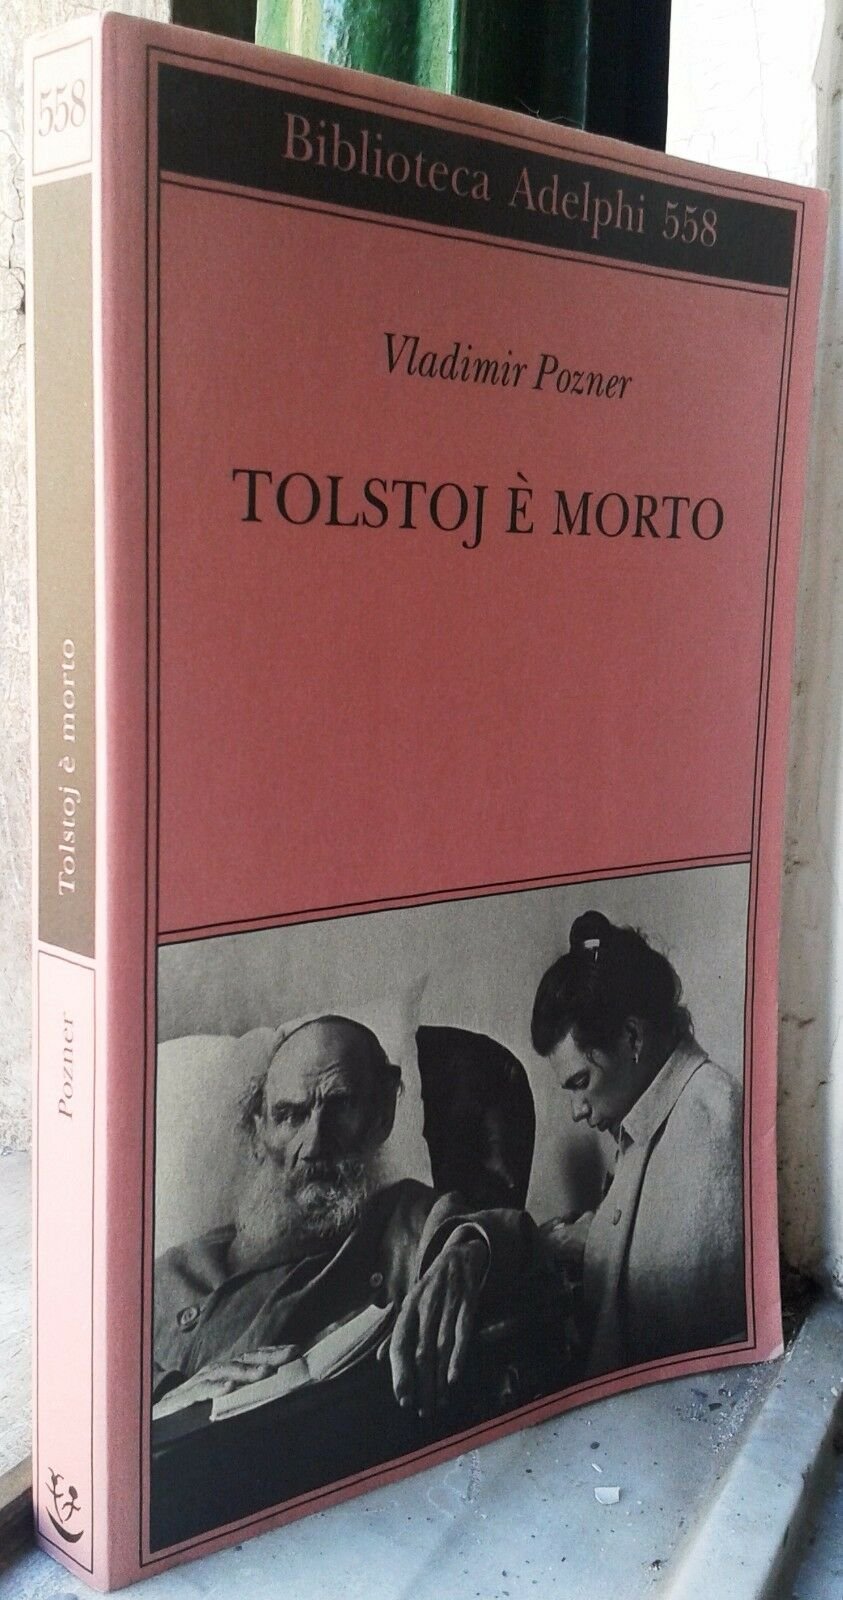 558
Tolstoj è morto
Pozner
Biblioteca Adelphi 558
Vladimir Pozner
TOLSTOJ È MORTO